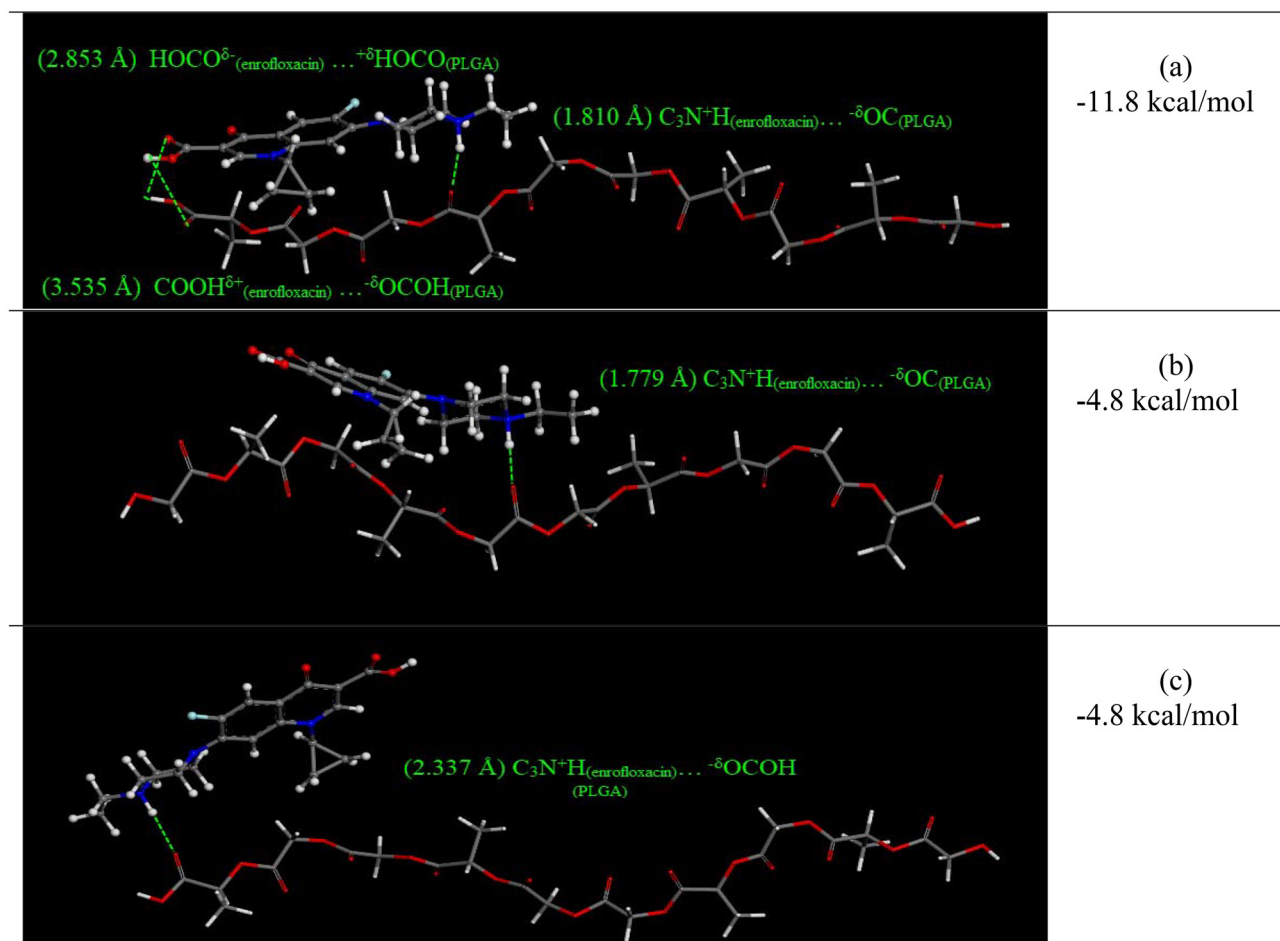 (2.853 Å) HOCOδ-(enrofloxacin) …+δHOCO(PLGA)
(1.810 Å) C3N+H(enrofloxacin)… -δOC(PLGA)
(3.535 Å) COOHδ+(enrofloxacin) …-δOCOH(PLGA)
(a)
-11.8 kcal/mol
(1.779 Å) C3N+H(enrofloxacin)… -δOC(PLGA)
(b)
-4.8 kcal/mol
(2.337 Å) C3N+H(enrofloxacin)… -δOCOH
(PLGA)
(c)
-4.8 kcal/mol